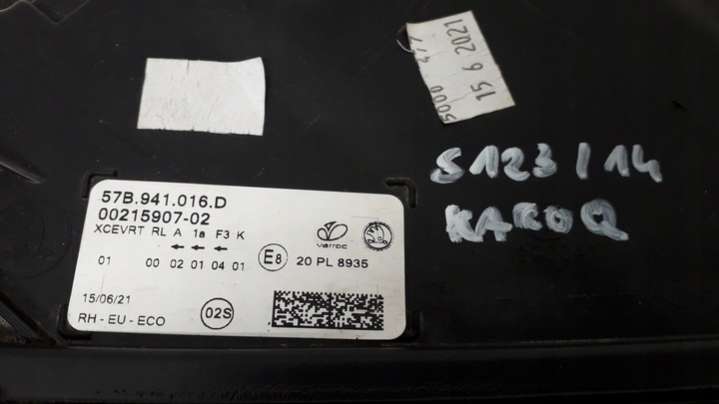 5000 477
15 6 2021
S123/14
KAROQ
57B.941.016.D
00215907-02
XCEVRT RL A 1a F3 K
01 00 02 01 04 01
varroc
E8 20 PL 8935
15/06/21
02S
RH - EU - ECO